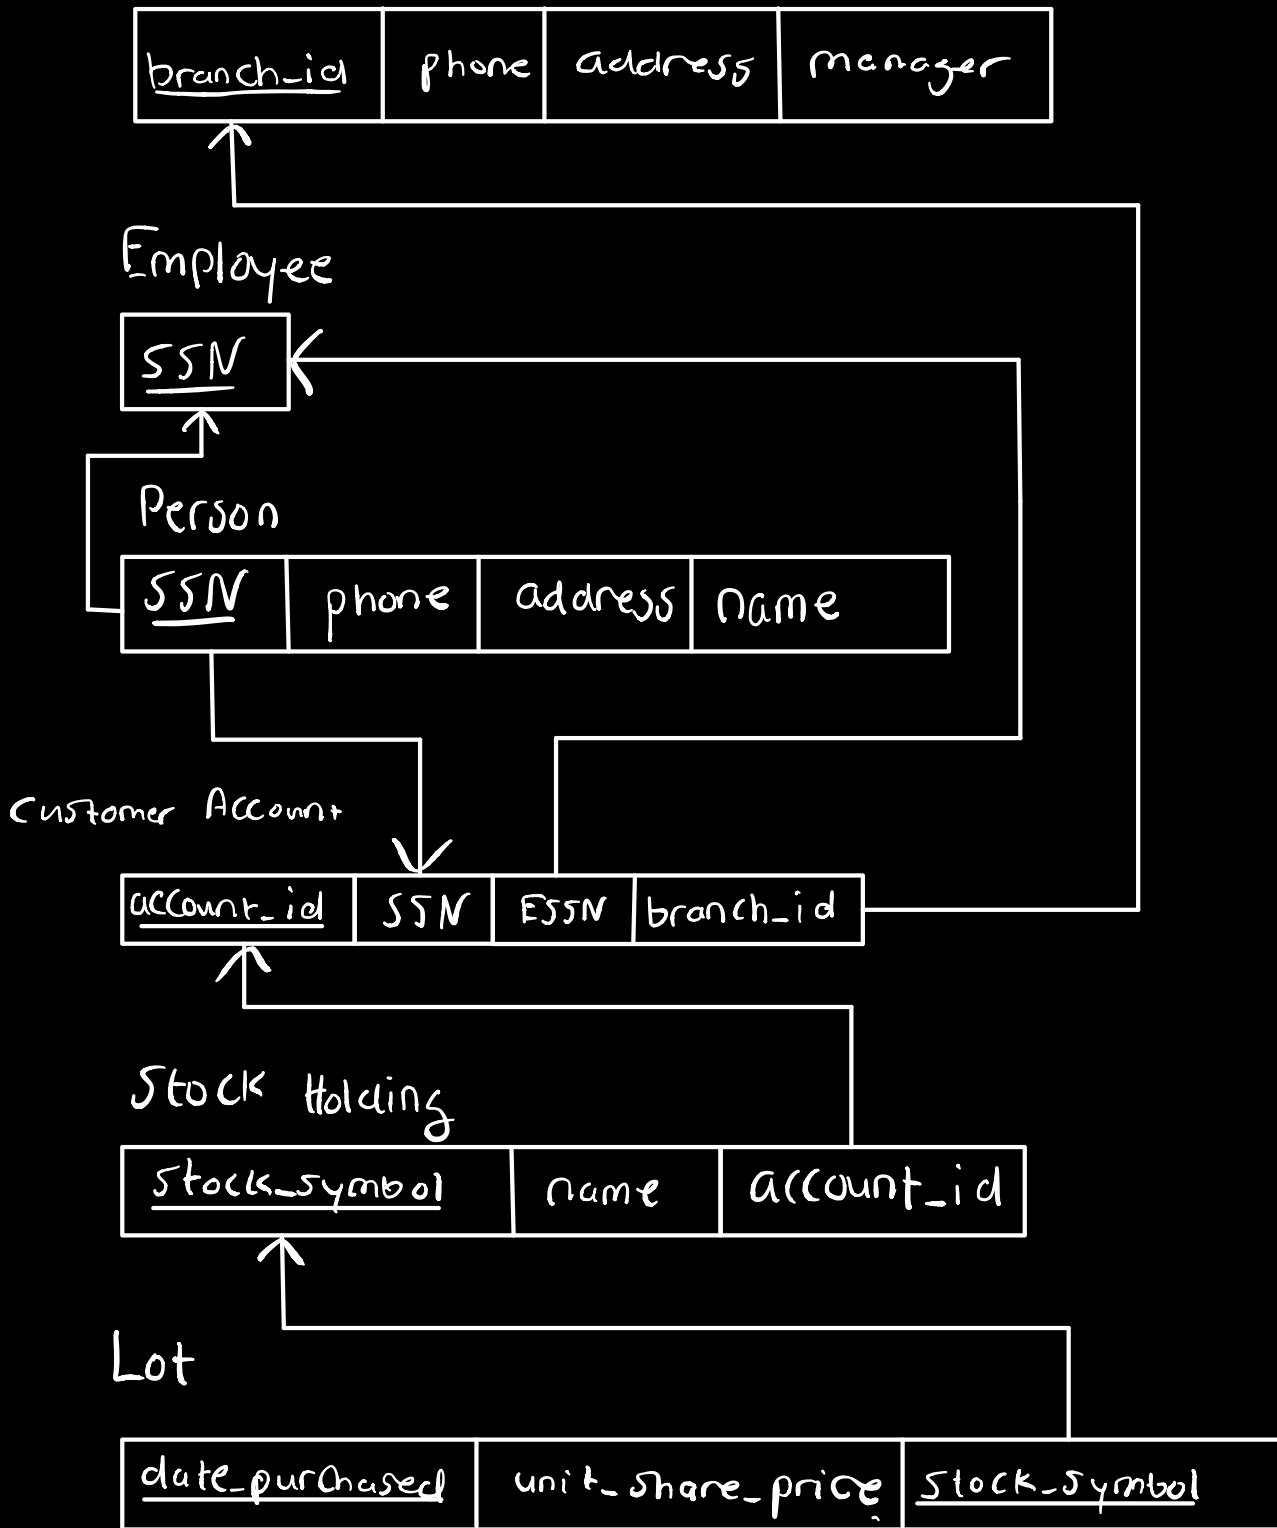 branch_id phone address manager
Employee
SSN
Person
SSN phone address name
Customer Account
account_id SSN ESSN branch_id
Stock Holding
stock_symbol name account_id
Lot
date_purchased unit_share_price stock_symbol